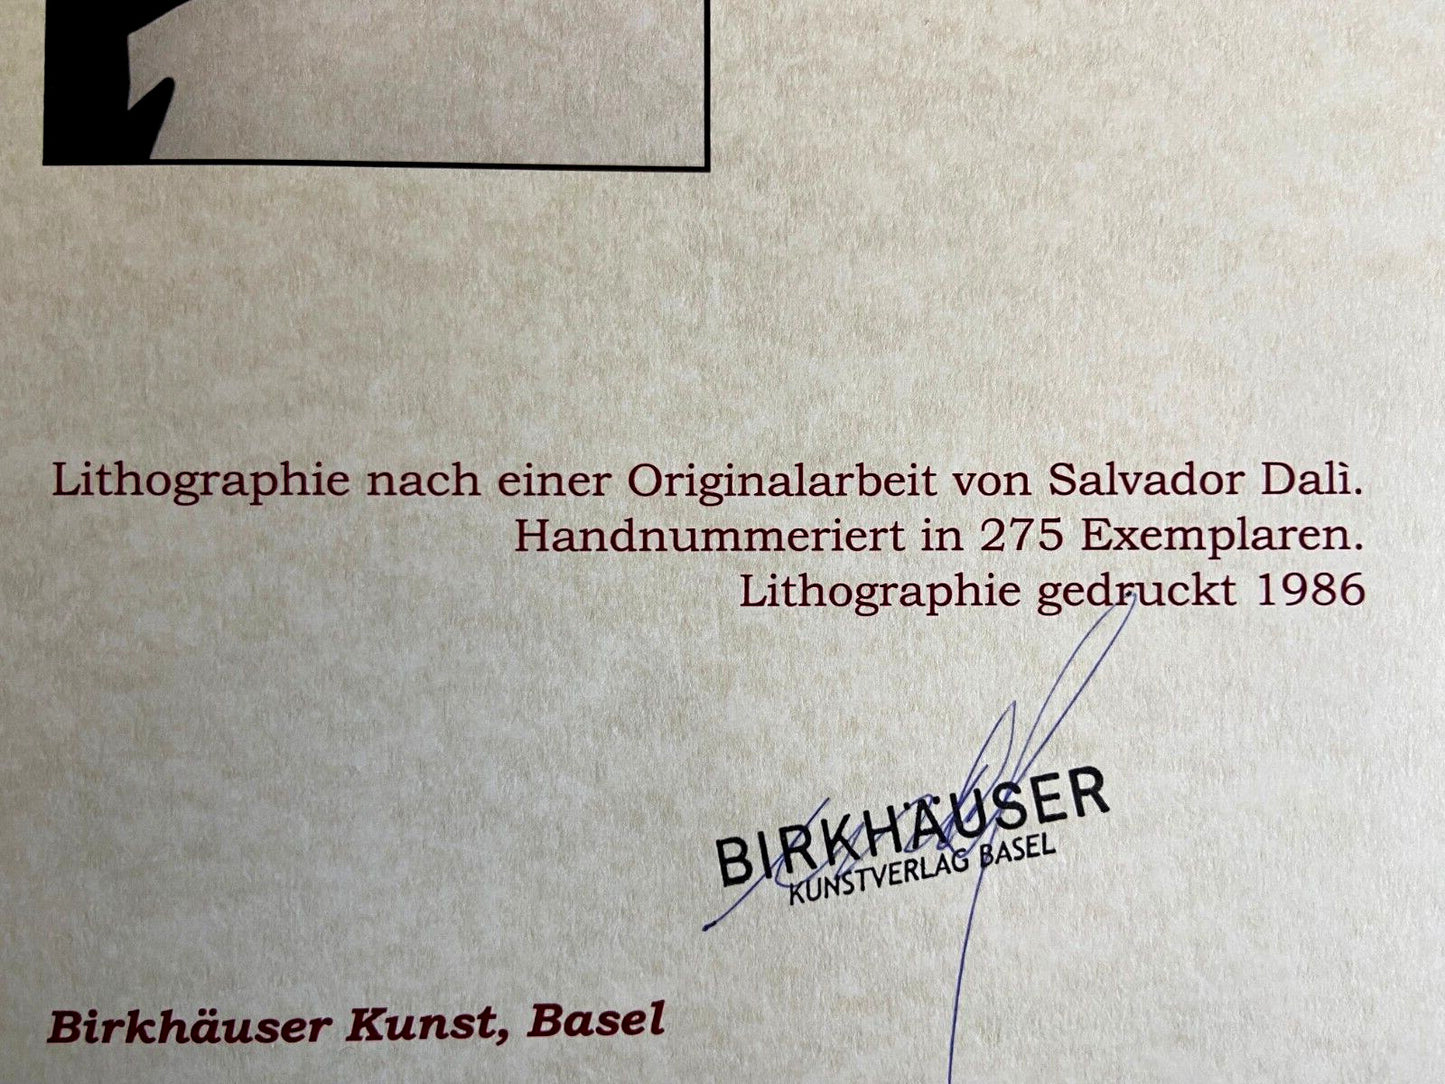 Lithographie nach einer Originalarbeit von Salvador Dalì.
Handnummeriert in 275 Exemplaren.
Lithographie gedruckt 1986
BIRKHÄUSER
KUNSTVERLAG BASEL
Birkhäuser Kunst, Basel